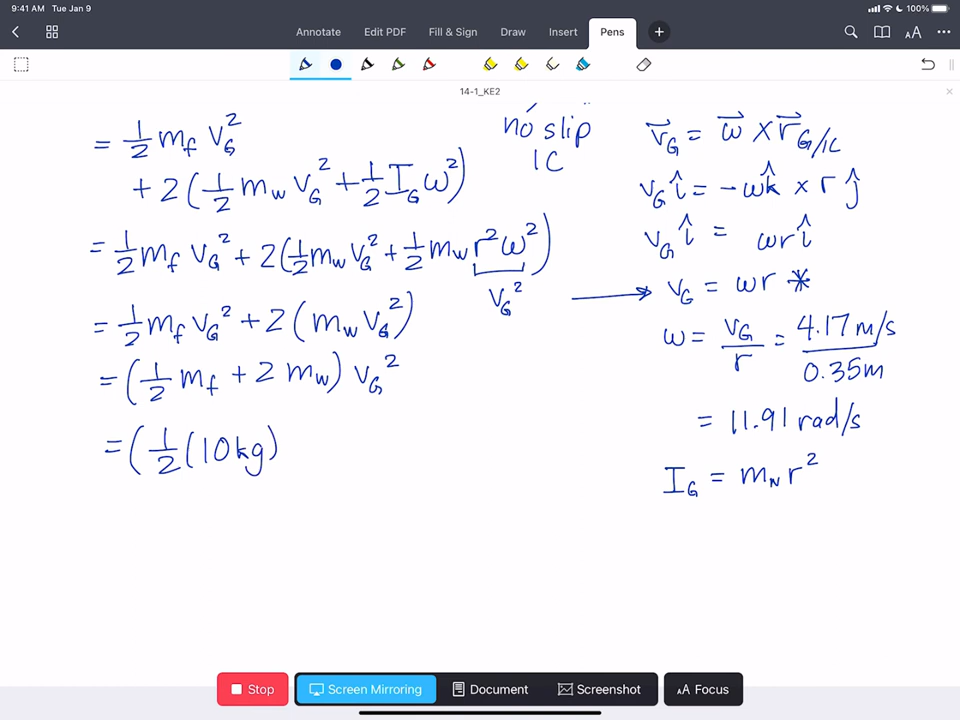 9:41 AM Tue Jan 9
100%
Annotate Edit PDF Fill & Sign Draw Insert Pens
AA
14-1_KE2
= 1/2 m_f V_G^2
+ 2 ( 1/2 m_w V_G^2 + 1/2 I_G ω^2 )
= 1/2 m_f V_G^2 + 2 ( 1/2 m_w V_G^2 + 1/2 m_w r^2 ω^2 )
V_G^2
= 1/2 m_f V_G^2 + 2 ( m_w V_G^2 )
= ( 1/2 m_f + 2 m_w ) V_G^2
= ( 1/2 (10 kg)
no slip
IC
→v_G = →ω × →r_G/IC
v_G î = -ω k̂ × r ĵ
v_G î = ωr î
→ v_G = ωr *
ω = v_G / r = 4.17 m/s / 0.35 m
= 11.91 rad/s
I_G = m_w r^2
Stop
Screen Mirroring
Document
Screenshot
AA Focus